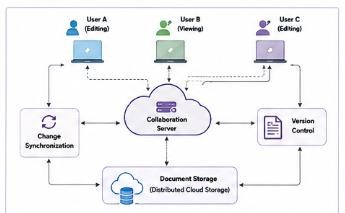 User A
(Editing)
User B
(Viewing)
User C
(Editing)
Collaboration
Server
Change
Synchronization
Version
Control
Document Storage
(Distributed Cloud Storage)